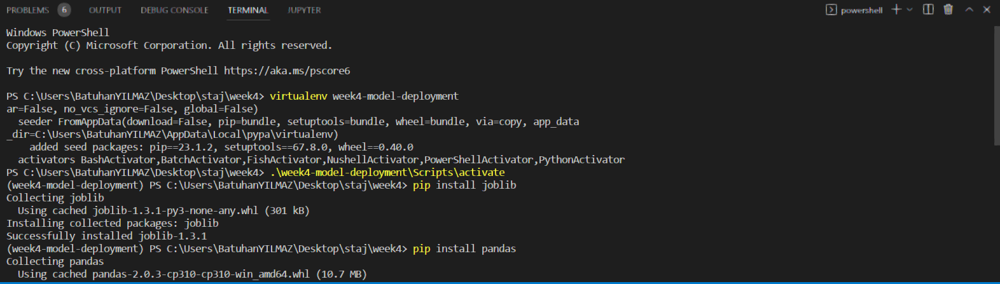 PROBLEMS 6 OUTPUT DEBUG CONSOLE TERMINAL JUPYTER powershell
Windows PowerShell
Copyright (C) Microsoft Corporation. All rights reserved.
Try the new cross-platform PowerShell https://aka.ms/pscore6
PS C:\Users\BatuhanYILMAZ\Desktop\staj\week4> virtualenv week4-model-deployment
ar=False, no_vcs_ignore=False, global=False)
  seeder FromAppData(download=False, pip=bundle, setuptools=bundle, wheel=bundle, via=copy, app_data
_dir=C:\Users\BatuhanYILMAZ\AppData\Local\pypa\virtualenv)
    added seed packages: pip==23.1.2, setuptools==67.8.0, wheel==0.40.0
  activators BashActivator,BatchActivator,FishActivator,NushellActivator,PowerShellActivator,PythonActivator
PS C:\Users\BatuhanYILMAZ\Desktop\staj\week4> .\week4-model-deployment\Scripts\activate
(week4-model-deployment) PS C:\Users\BatuhanYILMAZ\Desktop\staj\week4> pip install joblib
Collecting joblib
  Using cached joblib-1.3.1-py3-none-any.whl (301 kB)
Installing collected packages: joblib
Successfully installed joblib-1.3.1
(week4-model-deployment) PS C:\Users\BatuhanYILMAZ\Desktop\staj\week4> pip install pandas
Collecting pandas
  Using cached pandas-2.0.3-cp310-cp310-win_amd64.whl (10.7 MB)